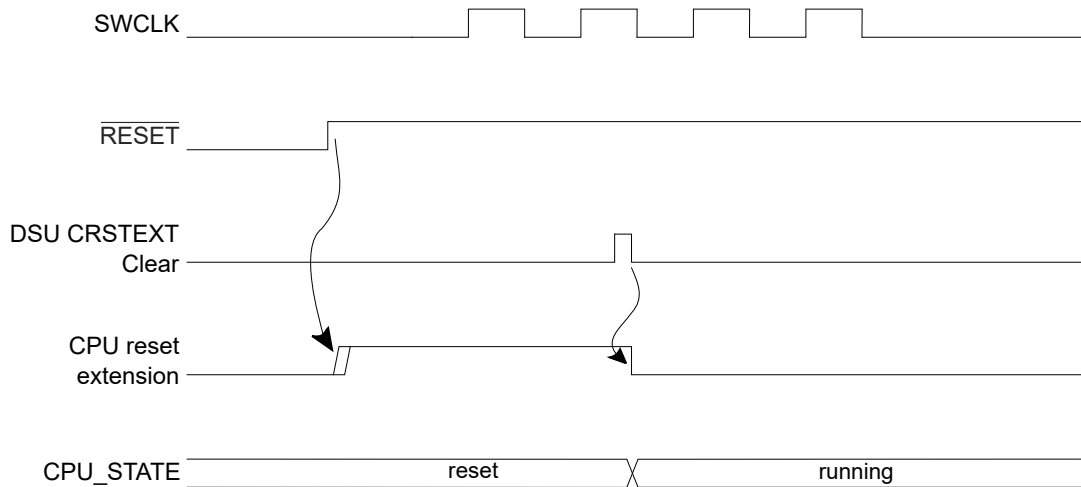 SWCLK
RESET
DSU CRSTEXT
Clear
CPU reset
extension
CPU_STATE reset running